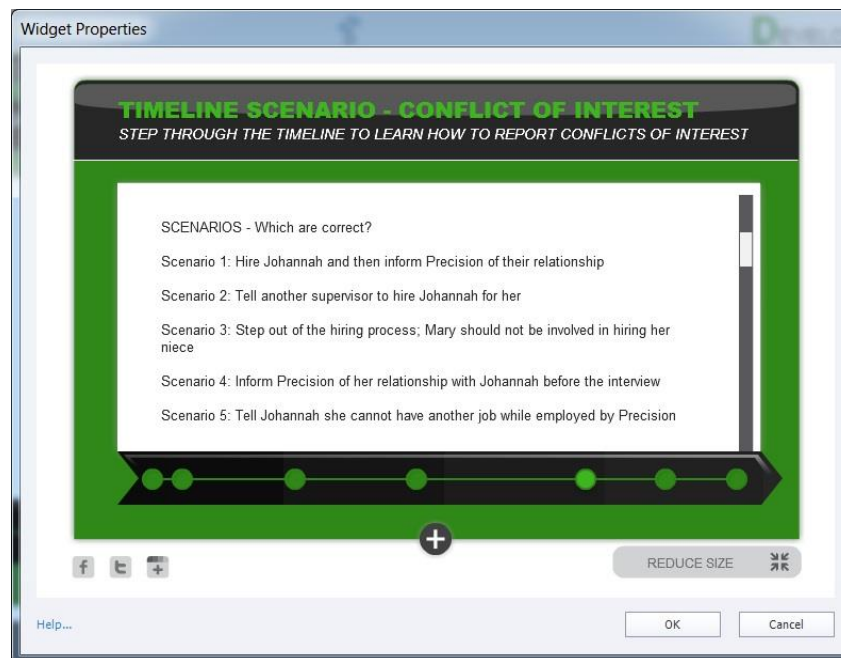 Widget Properties
TIMELINE SCENARIO - CONFLICT OF INTEREST
STEP THROUGH THE TIMELINE TO LEARN HOW TO REPORT CONFLICTS OF INTEREST
SCENARIOS - Which are correct?
Scenario 1: Hire Johannah and then inform Precision of their relationship
Scenario 2: Tell another supervisor to hire Johannah for her
Scenario 3: Step out of the hiring process; Mary should not be involved in hiring her
niece
Scenario 4: Inform Precision of her relationship with Johannah before the interview
Scenario 5: Tell Johannah she cannot have another job while employed by Precision
REDUCE SIZE
Help...
OK
Cancel